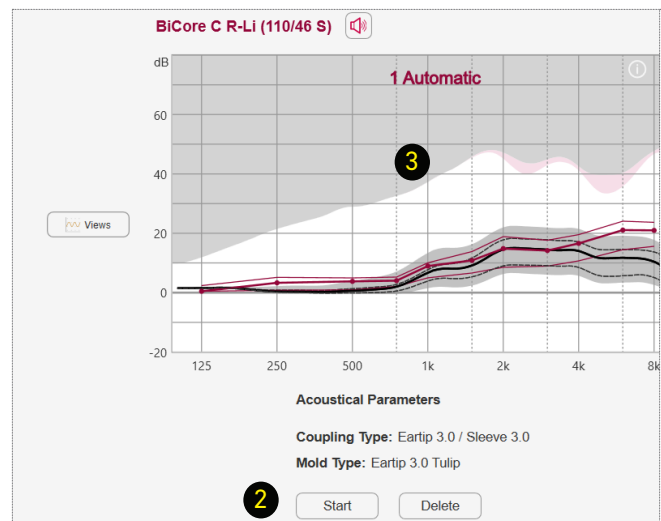 BiCore C R-Li (110/46 S)
dB
1 Automatic
60
3
40
Views
20
0
-20
125 250 500 1k 2k 4k 8k
Acoustical Parameters
Coupling Type: Eartip 3.0 / Sleeve 3.0
Mold Type: Eartip 3.0 Tulip
2 Start Delete